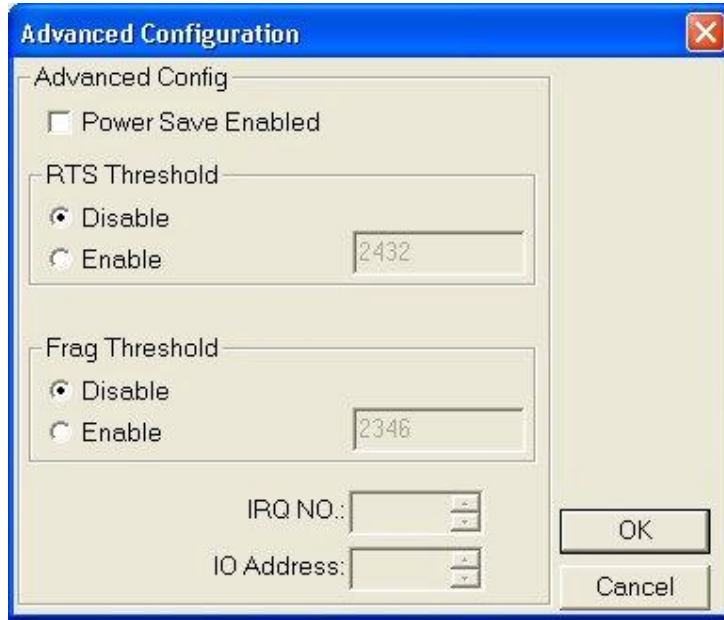 Advanced Configuration
Advanced Config
Power Save Enabled
RTS Threshold
Disable
Enable
2432
Frag Threshold
Disable
Enable
2346
IRQ NO.:
IO Address:
OK
Cancel